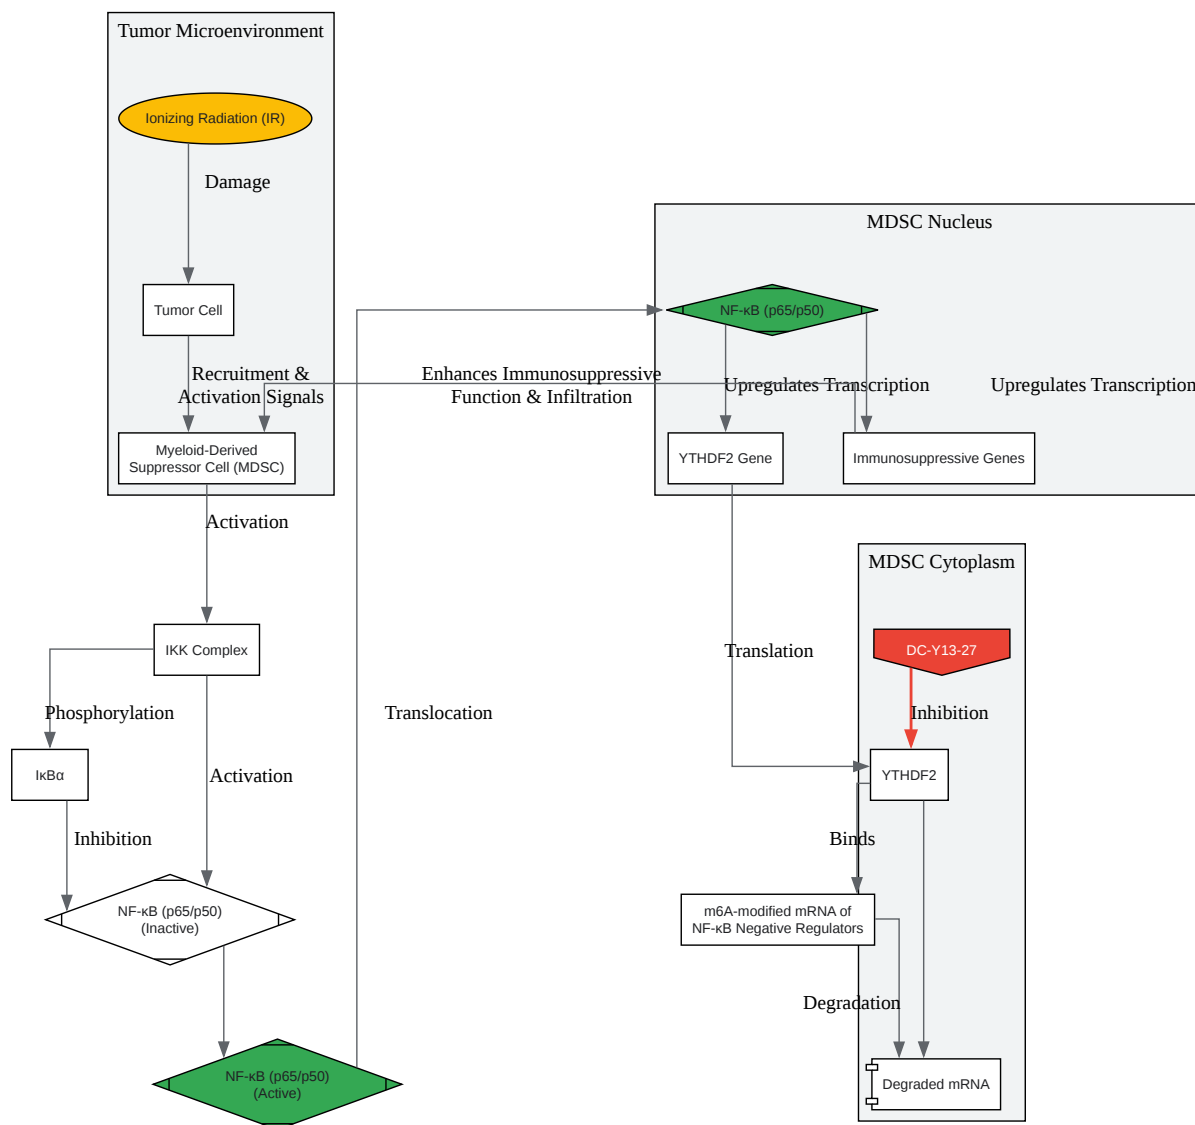 Tumor Microenvironment
Ionizing Radiation (IR)
Damage
Tumor Cell
Recruitment &
Activation Signals
Myeloid-Derived
Suppressor Cell (MDSC)
Activation
IKK Complex
Phosphorylation
IκBα
Activation
Inhibition
NF-κB (p65/p50)
(Inactive)
NF-κB (p65/p50)
(Active)
Translocation
MDSC Nucleus
NF-κB (p65/p50)
Enhances Immunosuppressive
Function & Infiltration
Upregulates Transcription
Upregulates Transcription
YTHDF2 Gene
Immunosuppressive Genes
Translation
MDSC Cytoplasm
DC-Y13-27
Inhibition
YTHDF2
Binds
m6A-modified mRNA of
NF-κB Negative Regulators
Degradation
Degraded mRNA